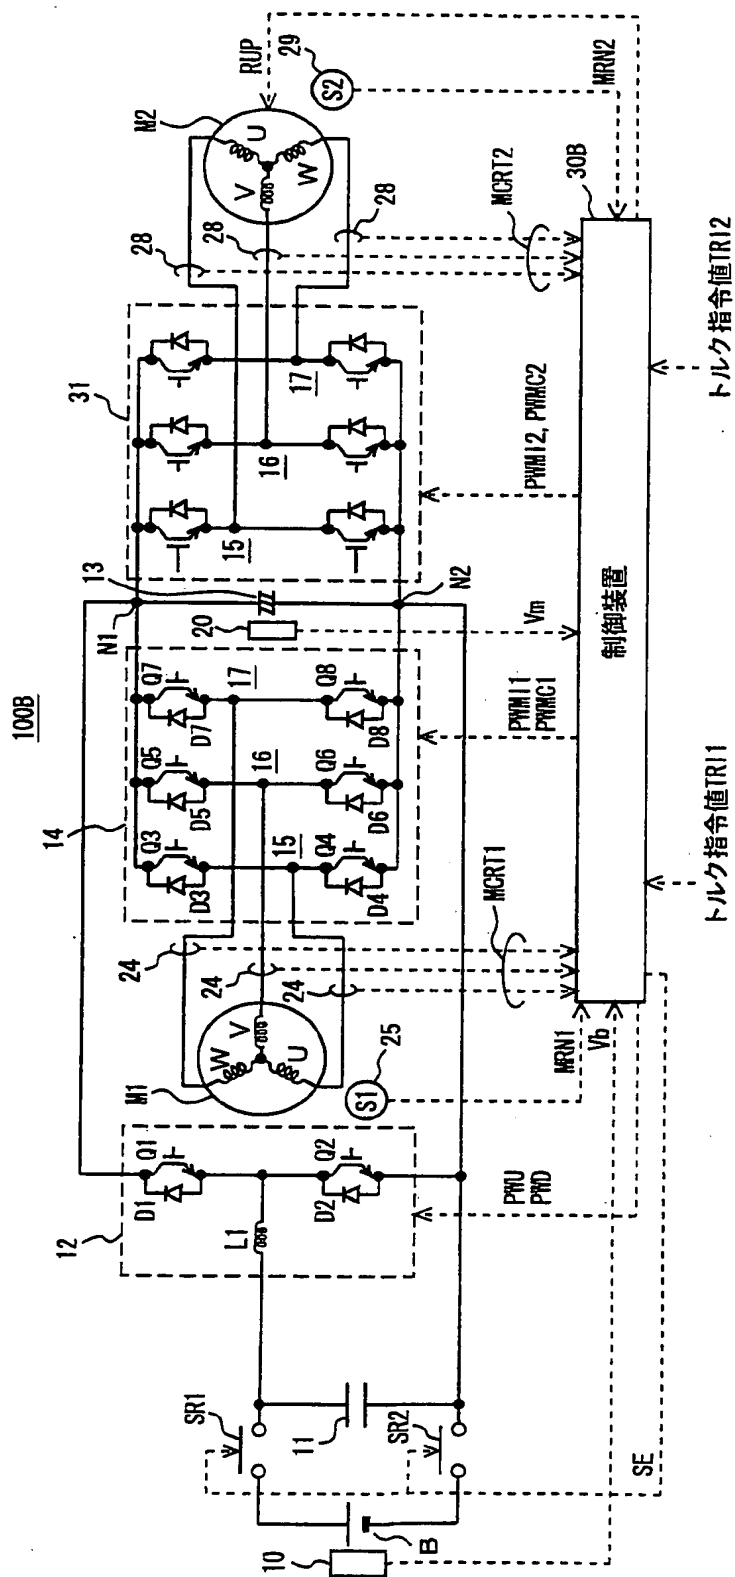 100B
12
D1
Q1
D2
Q2
L1
SR1
SR2
11
10
B
M1
W
V
U
24
24
24
S1
25
14
Q3
Q5
Q7
D3
D5
D7
15
16
17
Q4
Q6
Q8
D4
D6
D8
N1
N2
13
20
31
15
16
17
28
28
28
M2
U
V
W
RUP
S2
29
MRN2
MCRT2
30B
PWMI2, PWMC2
Vm
PWMI1
PWMC1
MCRT1
MRN1
Vb
PWU
PWD
SE
制御装置
トルク指令値TRI1
トルク指令値TRI2